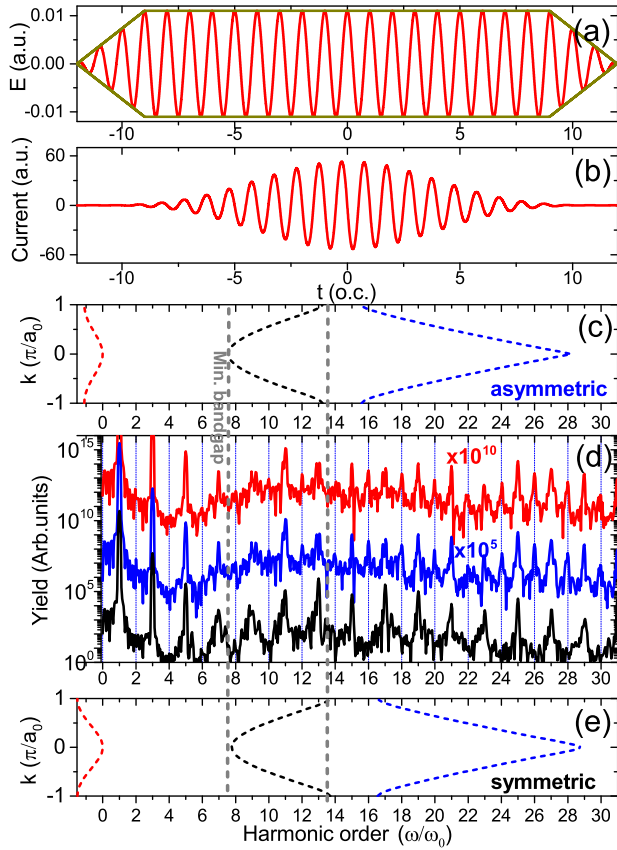 (a)
E (a.u.)
0.01
0.00
-0.01
-10 -5 0 5 10
(b)
Current (a.u.)
60
0
-60
-10 -5 0 5 10
t (o.c.)
(c)
k (π/a₀)
1
0
-1
Min. bandgap
asymmetric
0 2 4 6 8 10 12 14 16 18 20 22 24 26 28 30
(d)
Yield (Arb.units)
10¹⁵
10¹⁰
10⁵
10⁰
x10¹⁰
x10⁵
0 2 4 6 8 10 12 14 16 18 20 22 24 26 28 30
(e)
k (π/a₀)
1
0
-1
symmetric
0 2 4 6 8 10 12 14 16 18 20 22 24 26 28 30
Harmonic order (ω/ω₀)